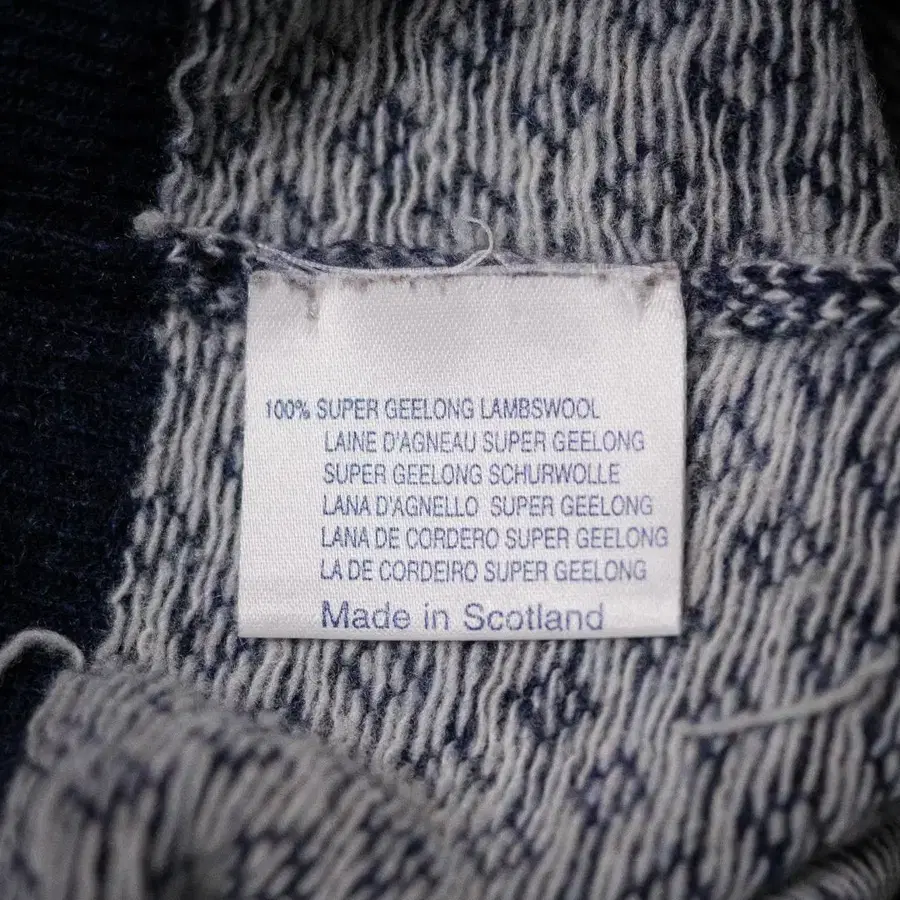 100% SUPER GEELONG LAMBSWOOL
LAINE D'AGNEAU SUPER GEELONG
SUPER GEELONG SCHURWOLLE
LANA D'AGNELLO SUPER GEELONG
LANA DE CORDERO SUPER GEELONG
LA DE CORDEIRO SUPER GEELONG
Made in Scotland